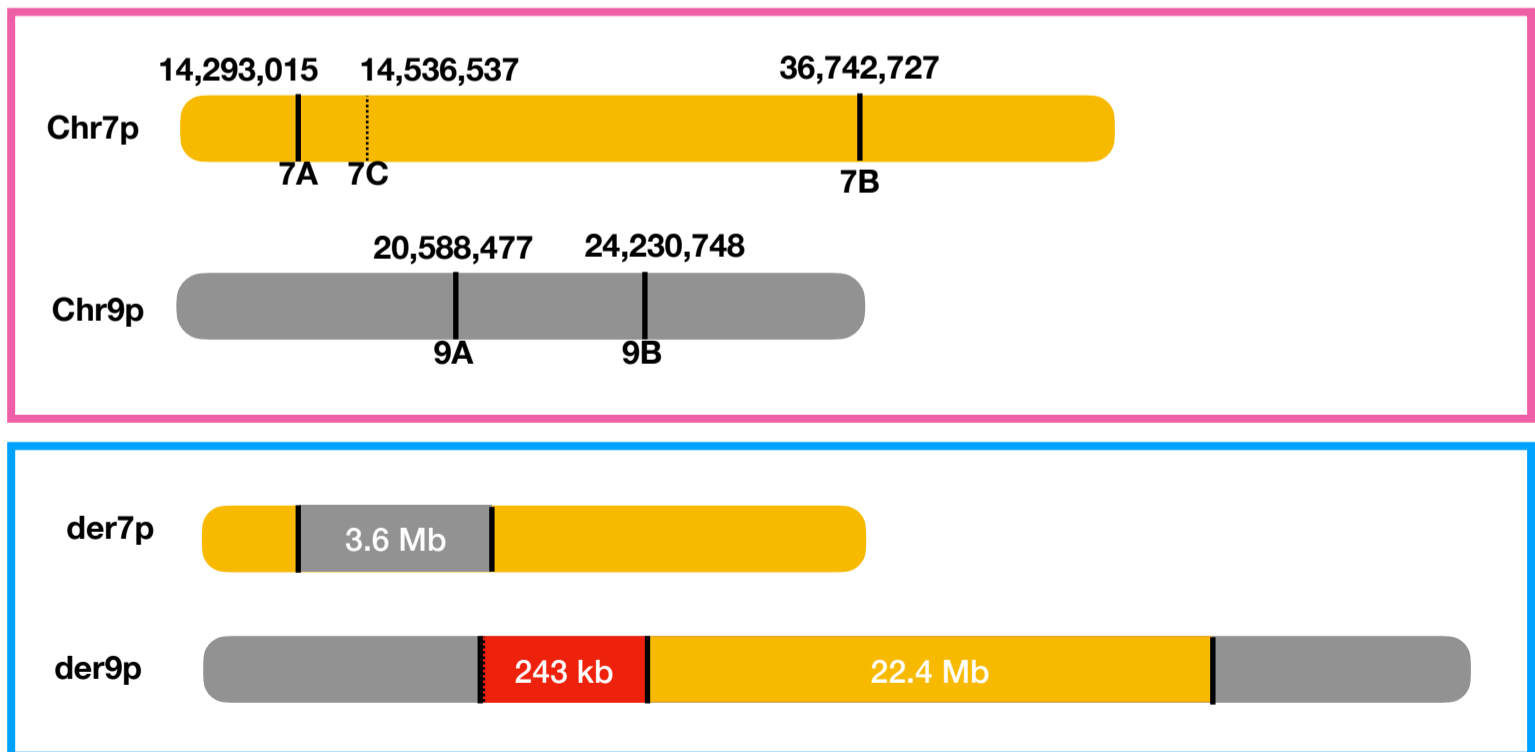 14,293,015 14,536,537 36,742,727
Chr7p
7A 7C 7B
20,588,477 24,230,748
Chr9p
9A 9B
der7p 3.6 Mb
der9p 243 kb 22.4 Mb